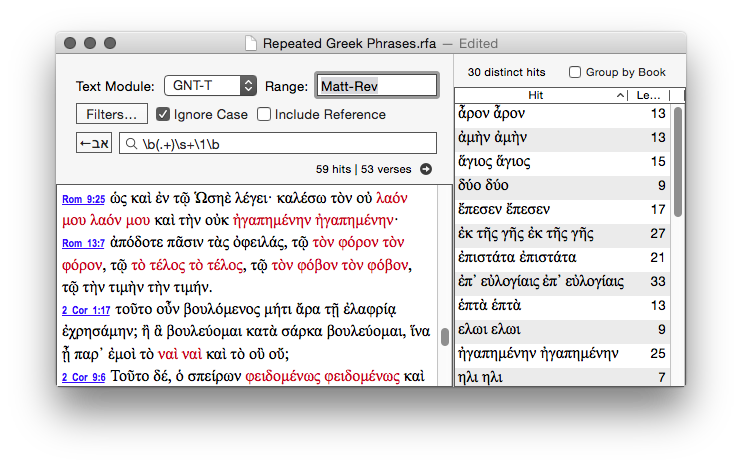 Repeated Greek Phrases.rfa — Edited
Text Module: GNT-T Range: Matt-Rev
Filters... Ignore Case Include Reference
←אב \b(.+)\s+\1\b
59 hits | 53 verses
Rom 9:25 ὡς καὶ ἐν τῷ Ὡσηὲ λέγει· καλέσω τὸν οὐ λαόν
μου λαόν μου καὶ τὴν οὐκ ἠγαπημένην ἠγαπημένην·
Rom 13:7 ἀπόδοτε πᾶσιν τὰς ὀφειλάς, τῷ τὸν φόρον τὸν
φόρον, τῷ τὸ τέλος τὸ τέλος, τῷ τὸν φόβον τὸν φόβον,
τῷ τὴν τιμὴν τὴν τιμήν.
2 Cor 1:17 τοῦτο οὖν βουλόμενος μήτι ἄρα τῇ ἐλαφρίᾳ
ἐχρησάμην; ἢ ἃ βουλεύομαι κατὰ σάρκα βουλεύομαι, ἵνα
ᾖ παρ᾽ ἐμοὶ τὸ ναὶ ναὶ καὶ τὸ οὒ οὔ;
2 Cor 9:6 Τοῦτο δέ, ὁ σπείρων φειδομένως φειδομένως καὶ
30 distinct hits Group by Book
Hit Le...
ἆρον ἆρον 13
ἀμὴν ἀμὴν 13
ἅγιος ἅγιος 15
δύο δύο 9
ἔπεσεν ἔπεσεν 17
ἐκ τῆς γῆς ἐκ τῆς γῆς 27
ἐπιστάτα ἐπιστάτα 21
ἐπ᾽ εὐλογίαις ἐπ᾽ εὐλογίαις 33
ἑπτὰ ἑπτὰ 13
ελωι ελωι 9
ἠγαπημένην ἠγαπημένην 25
ηλι ηλι 7